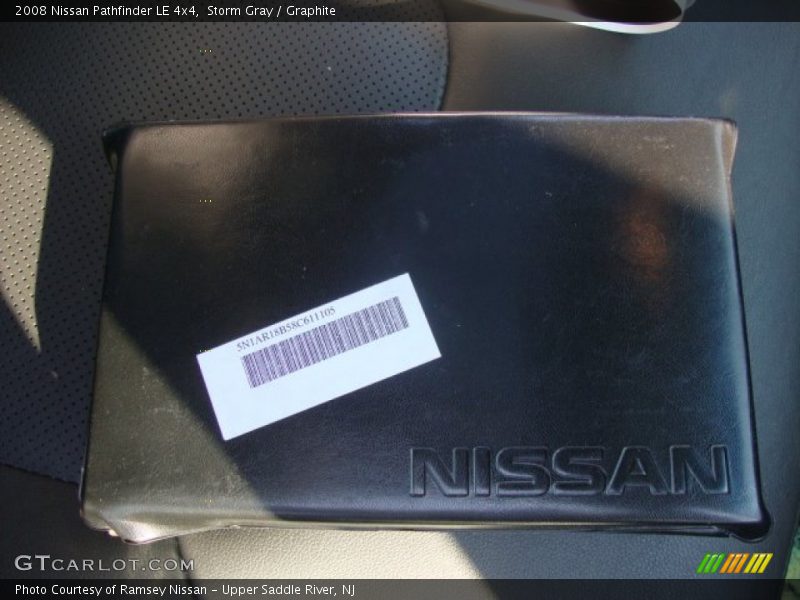 2008 Nissan Pathfinder LE 4x4,  Storm Gray / Graphite
5N1AR18B58C611105
NISSAN
GTCARLOT.COM
Photo Courtesy of Ramsey Nissan - Upper Saddle River, NJ